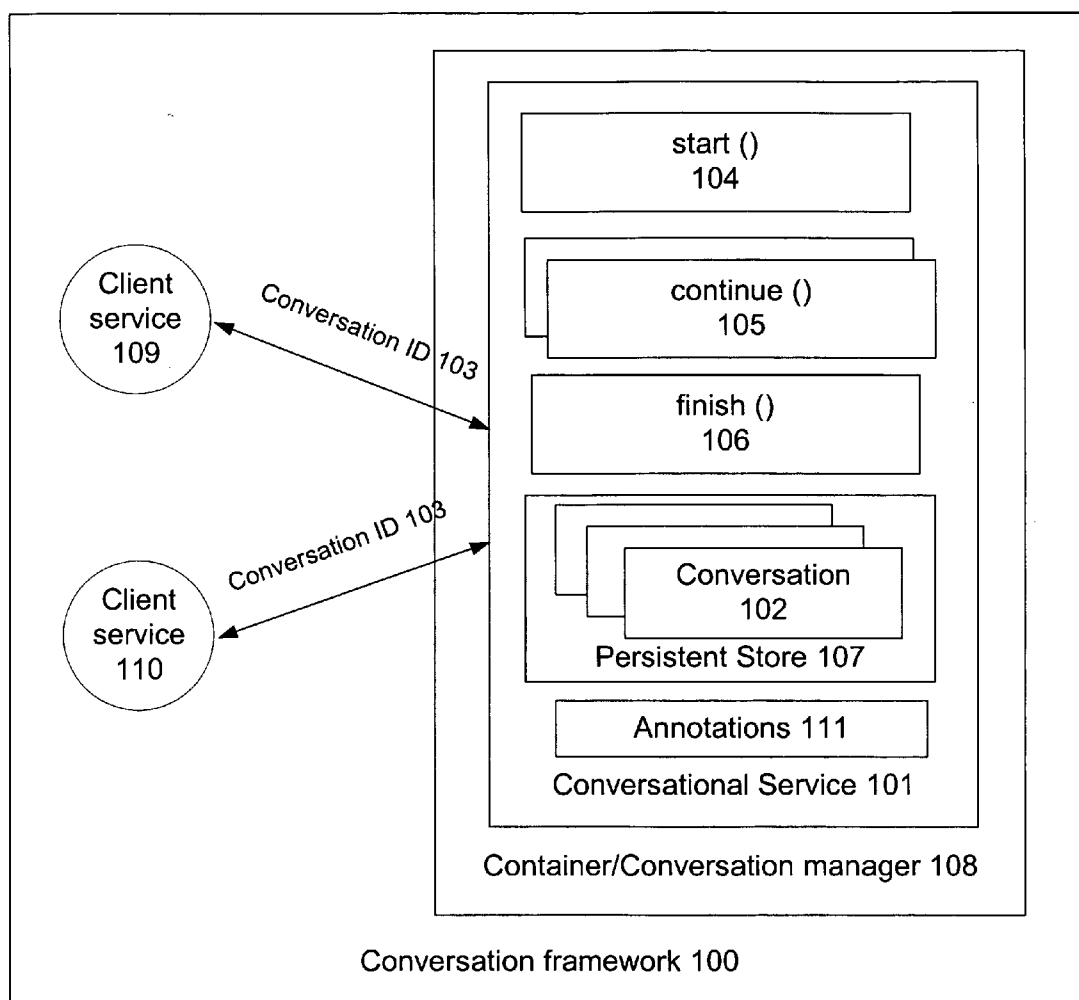 start ()
104
continue ()
105
finish ()
106
Client
service
109
Conversation ID 103
Conversation ID 103
Client
service
110
Conversation
102
Persistent Store 107
Annotations 111
Conversational Service 101
Container/Conversation manager 108
Conversation framework 100